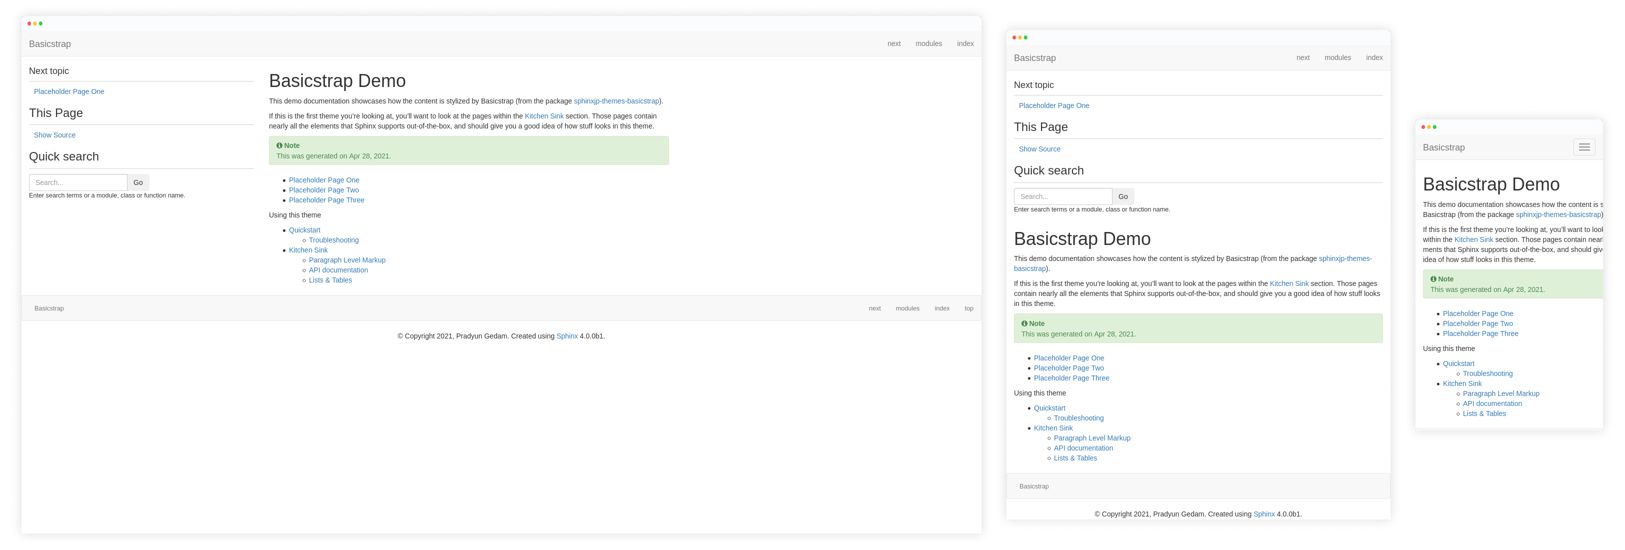 Basicstrap
next modules index
Next topic
Placeholder Page One
This Page
Show Source
Quick search
Search... Go
Enter search terms or a module, class or function name.
Basicstrap Demo
This demo documentation showcases how the content is stylized by Basicstrap (from the package sphinxjp-themes-basicstrap).
If this is the first theme you're looking at, you'll want to look at the pages within the Kitchen Sink section. Those pages contain
nearly all the elements that Sphinx supports out-of-the-box, and should give you a good idea of how stuff looks in this theme.
Note
This was generated on Apr 28, 2021.
Placeholder Page One
Placeholder Page Two
Placeholder Page Three
Using this theme
Quickstart
Troubleshooting
Kitchen Sink
Paragraph Level Markup
API documentation
Lists & Tables
Basicstrap
next modules index top
© Copyright 2021, Pradyun Gedam. Created using Sphinx 4.0.0b1.
Basicstrap
next modules index
Next topic
Placeholder Page One
This Page
Show Source
Quick search
Search... Go
Enter search terms or a module, class or function name.
Basicstrap Demo
This demo documentation showcases how the content is stylized by Basicstrap (from the package sphinxjp-themes-
basicstrap).
If this is the first theme you're looking at, you'll want to look at the pages within the Kitchen Sink section. Those pages
contain nearly all the elements that Sphinx supports out-of-the-box, and should give you a good idea of how stuff looks
in this theme.
Note
This was generated on Apr 28, 2021.
Placeholder Page One
Placeholder Page Two
Placeholder Page Three
Using this theme
Quickstart
Troubleshooting
Kitchen Sink
Paragraph Level Markup
API documentation
Lists & Tables
Basicstrap
© Copyright 2021, Pradyun Gedam. Created using Sphinx 4.0.0b1.
Basicstrap
Basicstrap Demo
This demo documentation showcases how the content is
Basicstrap (from the package sphinxjp-themes-basicstrap)
If this is the first theme you're looking at, you'll want to
within the Kitchen Sink section. Those pages contain
ments that Sphinx supports out-of-the-box, and should
idea of how stuff looks in this theme.
Note
This was generated on Apr 28, 2021.
Placeholder Page One
Placeholder Page Two
Placeholder Page Three
Using this theme
Quickstart
Troubleshooting
Kitchen Sink
Paragraph Level Markup
API documentation
Lists & Tables